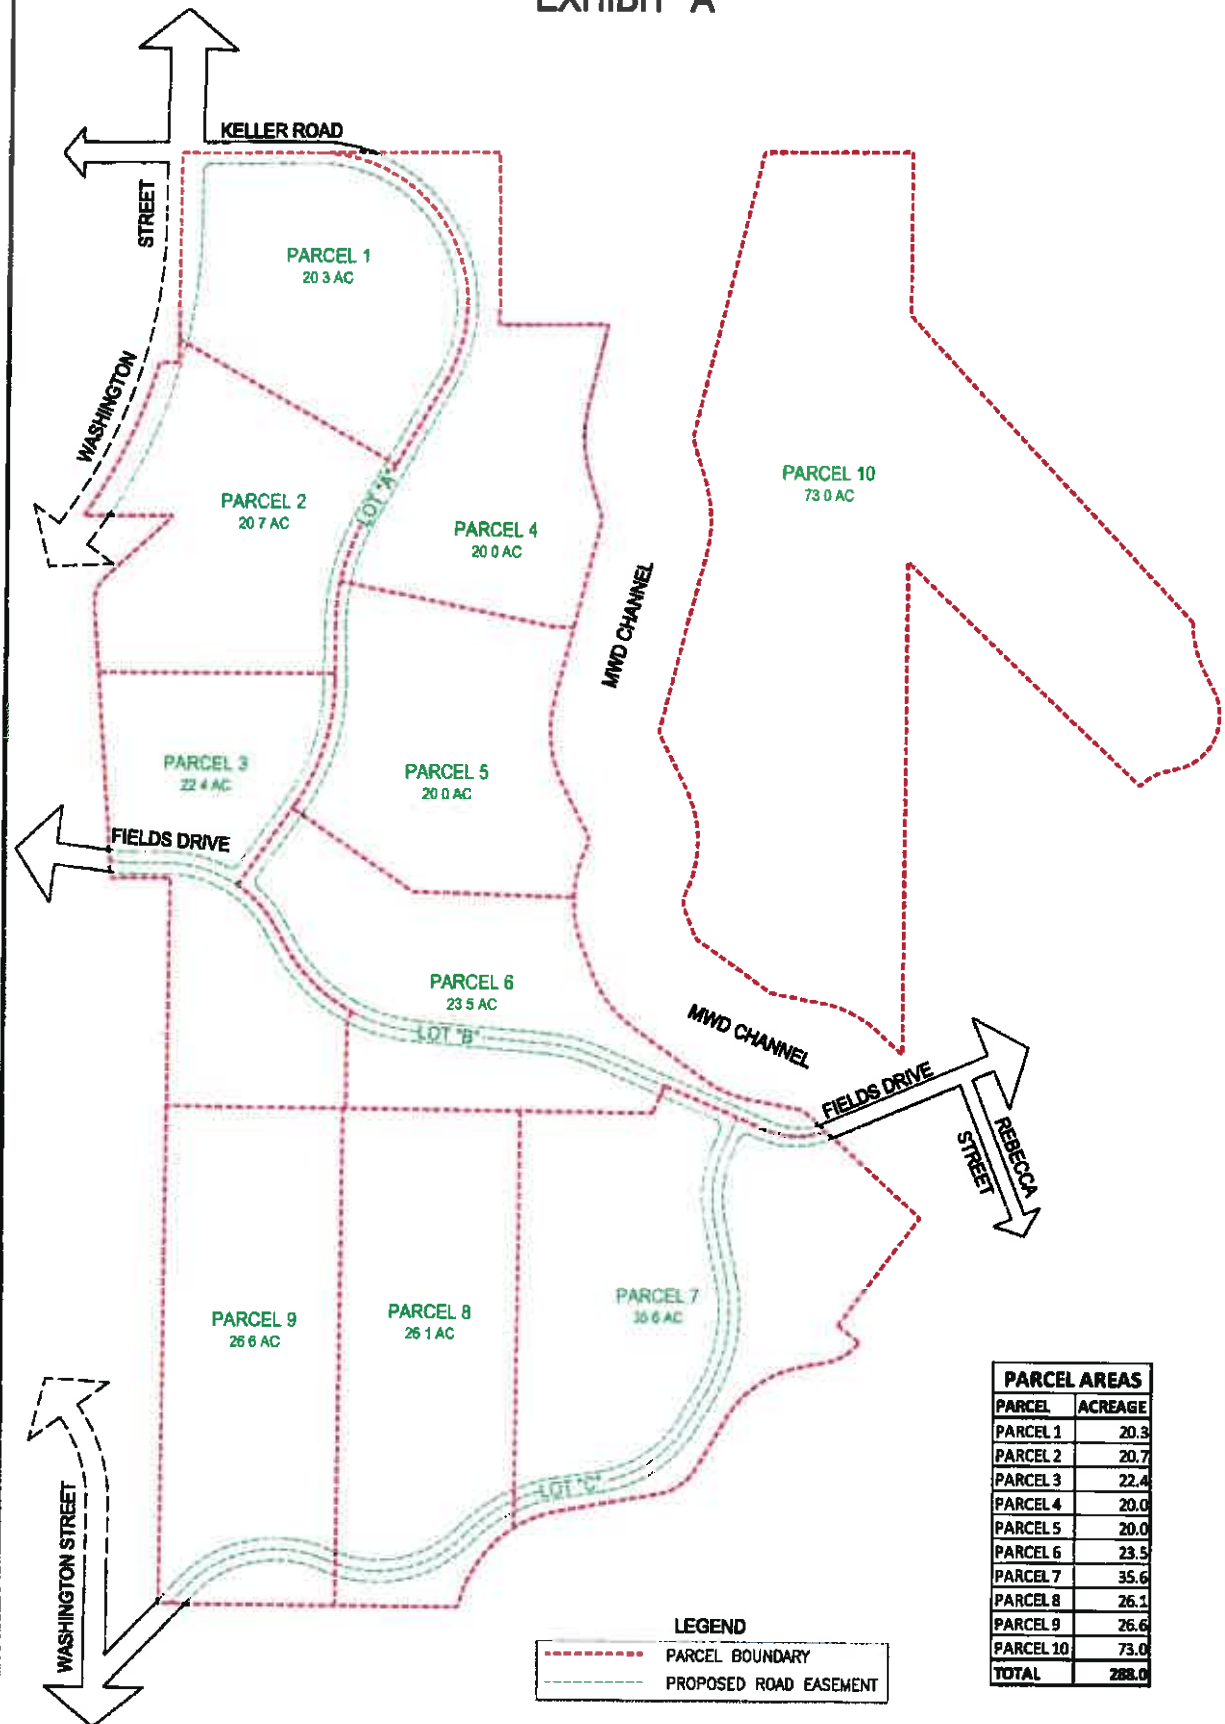 EXHIBIT "A"
KELLER ROAD
STREET
WASHINGTON
PARCEL 1
20.3 AC
PARCEL 2
20.7 AC
LOT "A"
PARCEL 4
20.0 AC
PARCEL 10
73.0 AC
MWD CHANNEL
PARCEL 3
22.4 AC
PARCEL 5
20.0 AC
FIELDS DRIVE
PARCEL 6
23.5 AC
LOT "B"
MWD CHANNEL
FIELDS DRIVE
REBECCA
STREET
PARCEL 9
26.6 AC
PARCEL 8
26.1 AC
PARCEL 7
35.6 AC
LOT "C"
WASHINGTON STREET
PARCEL AREAS
PARCEL ACREAGE
PARCEL 1 20.3
PARCEL 2 20.7
PARCEL 3 22.4
PARCEL 4 20.0
PARCEL 5 20.0
PARCEL 6 23.5
PARCEL 7 35.6
PARCEL 8 26.1
PARCEL 9 26.6
PARCEL 10 73.0
TOTAL 288.0
LEGEND
PARCEL BOUNDARY
PROPOSED ROAD EASEMENT